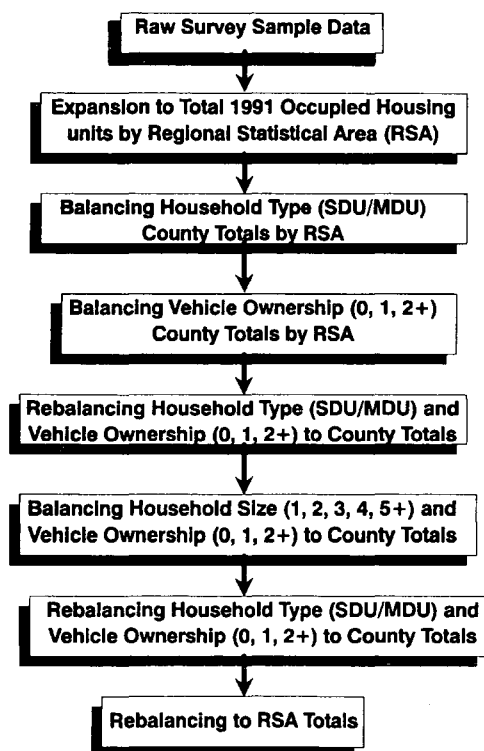 Raw Survey Sample Data
Expansion to Total 1991 Occupied Housing
units by Regional Statistical Area (RSA)
Balancing Household Type (SDU/MDU)
County Totals by RSA
Balancing Vehicle Ownership (0, 1, 2+)
County Totals by RSA
Rebalancing Household Type (SDU/MDU) and
Vehicle Ownership (0, 1, 2+) to County Totals
Balancing Household Size (1, 2, 3, 4, 5+) and
Vehicle Ownership (0, 1, 2+) to County Totals
Rebalancing Household Type (SDU/MDU) and
Vehicle Ownership (0, 1, 2+) to County Totals
Rebalancing to RSA Totals